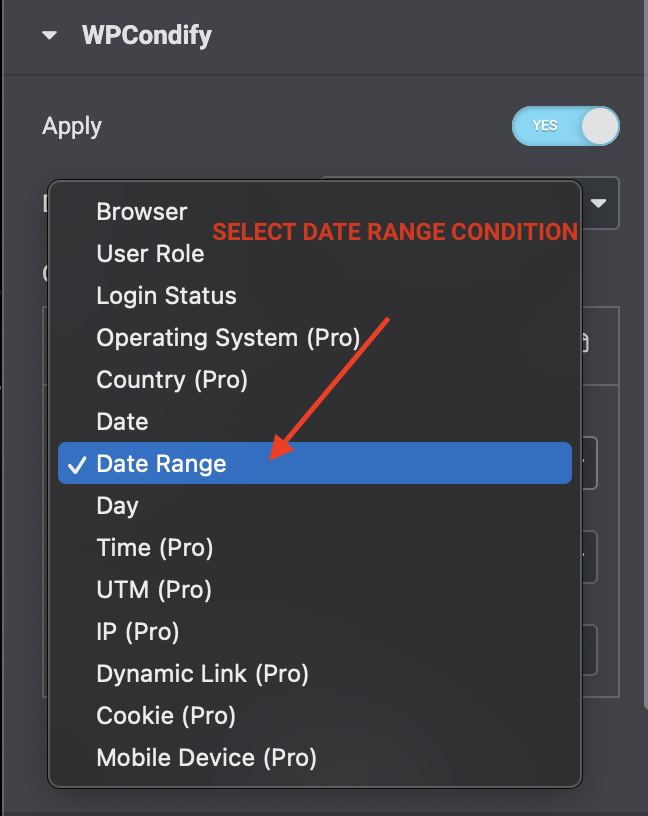 WPCondify
Apply
YES
Browser
SELECT DATE RANGE CONDITION
User Role
Login Status
Operating System (Pro)
Country (Pro)
Date
Date Range
Day
Time (Pro)
UTM (Pro)
IP (Pro)
Dynamic Link (Pro)
Cookie (Pro)
Mobile Device (Pro)